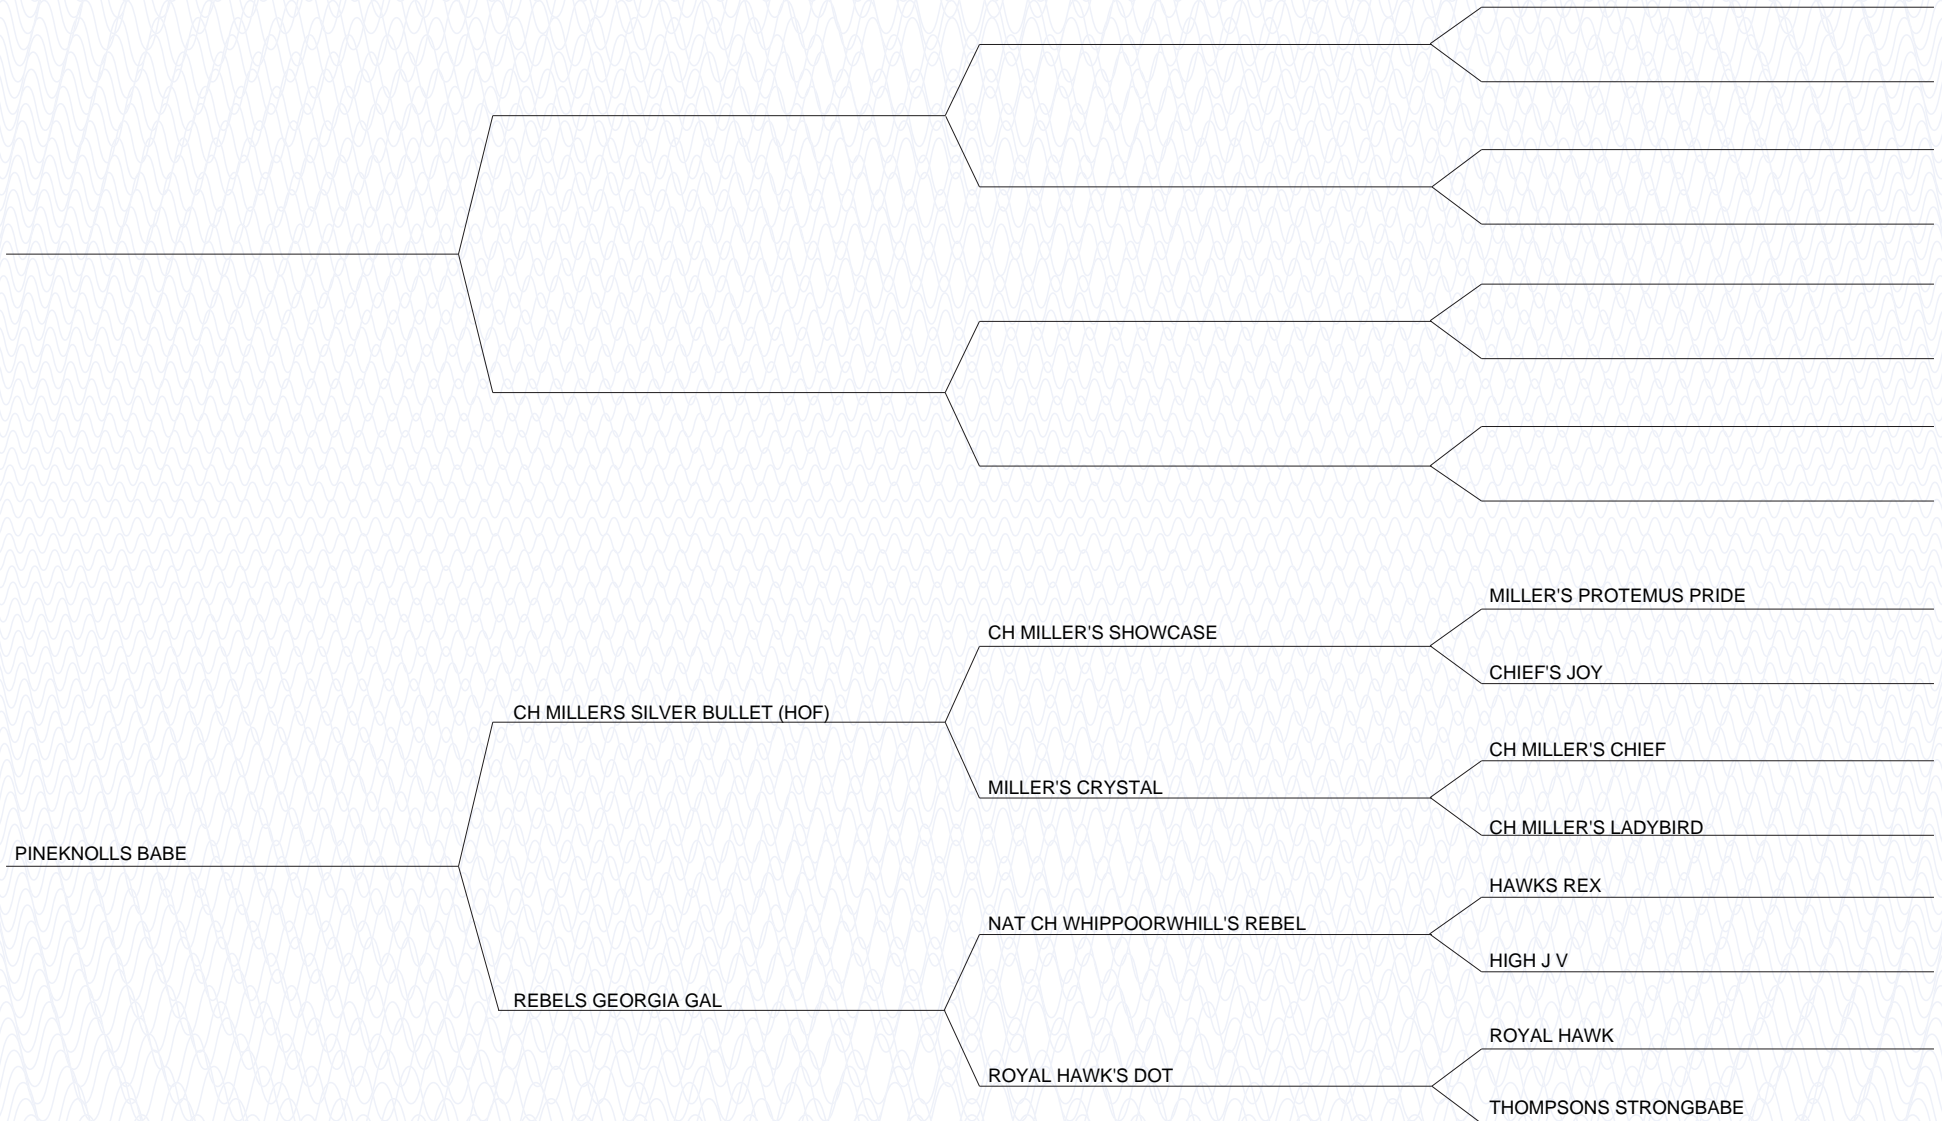 MILLER'S PROTEMUS PRIDE
CH MILLER'S SHOWCASE
CHIEF'S JOY
CH MILLERS SILVER BULLET (HOF)
CH MILLER'S CHIEF
MILLER'S CRYSTAL
CH MILLER'S LADYBIRD
PINEKNOLLS BABE
HAWKS REX
NAT CH WHIPPOORWHILL'S REBEL
HIGH J V
REBELS GEORGIA GAL
ROYAL HAWK
ROYAL HAWK'S DOT
THOMPSONS STRONGBABE